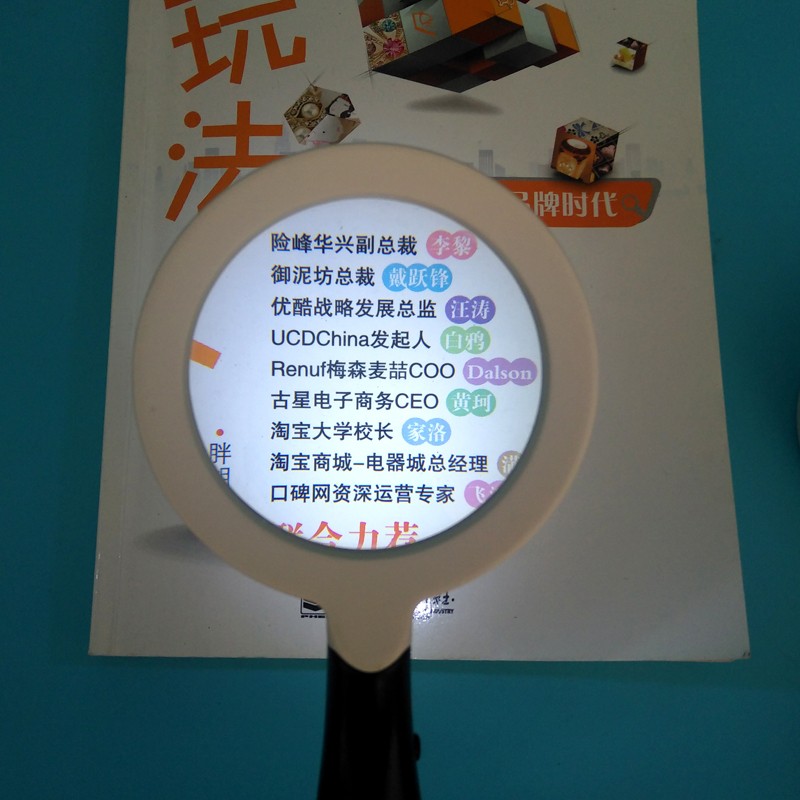 玩
法
牌时代
险峰华兴副总裁 李黎
御泥坊总裁 戴跃锋
优酷战略发展总监 汪涛
UCDChina发起人 白鸦
Renuf梅森麦喆COO Dalson
古星电子商务CEO 黄珂
淘宝大学校长 家洛
淘宝商城-电器城总经理
口碑网资深运营专家 飞
胖
合力荐